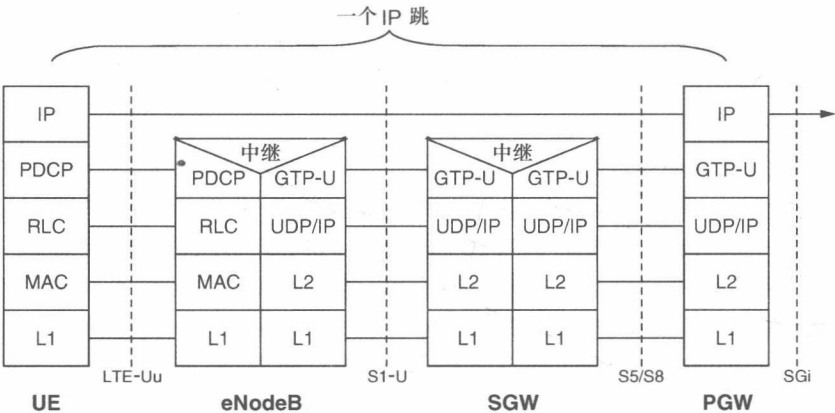 一个IP 跳
IP IP
中继 中继
PDCP PDCP GTP-U GTP-U GTP-U GTP-U
RLC RLC UDP/IP UDP/IP UDP/IP UDP/IP
MAC MAC L2 L2 L2 L2
L1 L1 L1 L1 L1 L1
LTE-Uu S1-U S5/S8 SGi
UE eNodeB SGW PGW